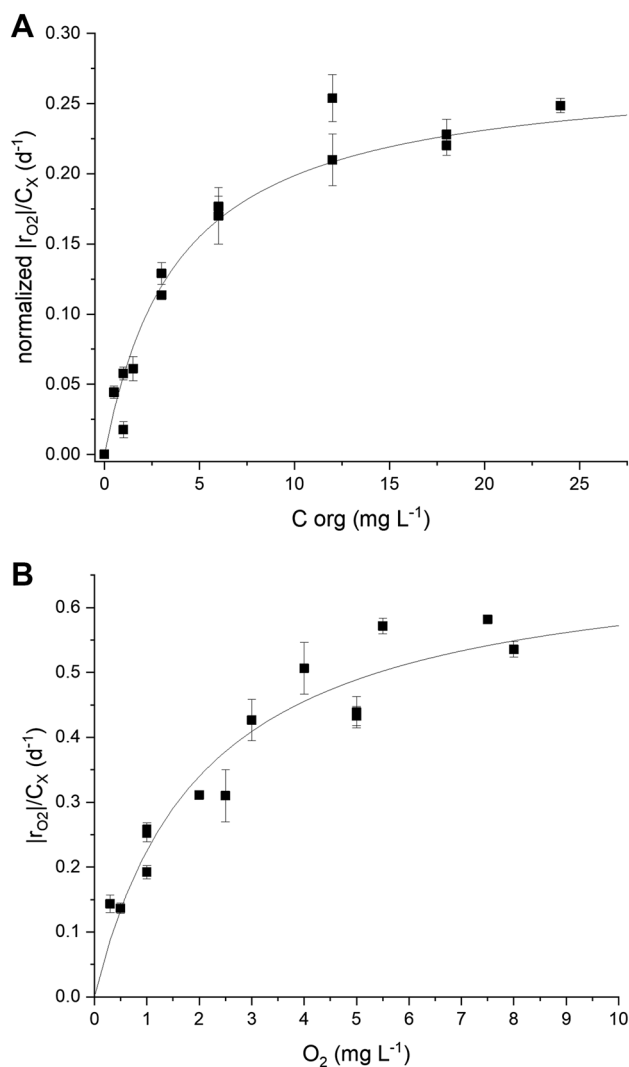 A
0.30
0.25
0.20
0.15
0.10
0.05
0.00
normalized |rO2|/CX (d-1)
0 5 10 15 20 25
C org (mg L-1)
B
0.6
0.5
0.4
0.3
0.2
0.1
0.0
|rO2|/CX (d-1)
0 1 2 3 4 5 6 7 8 9 10
O2 (mg L-1)